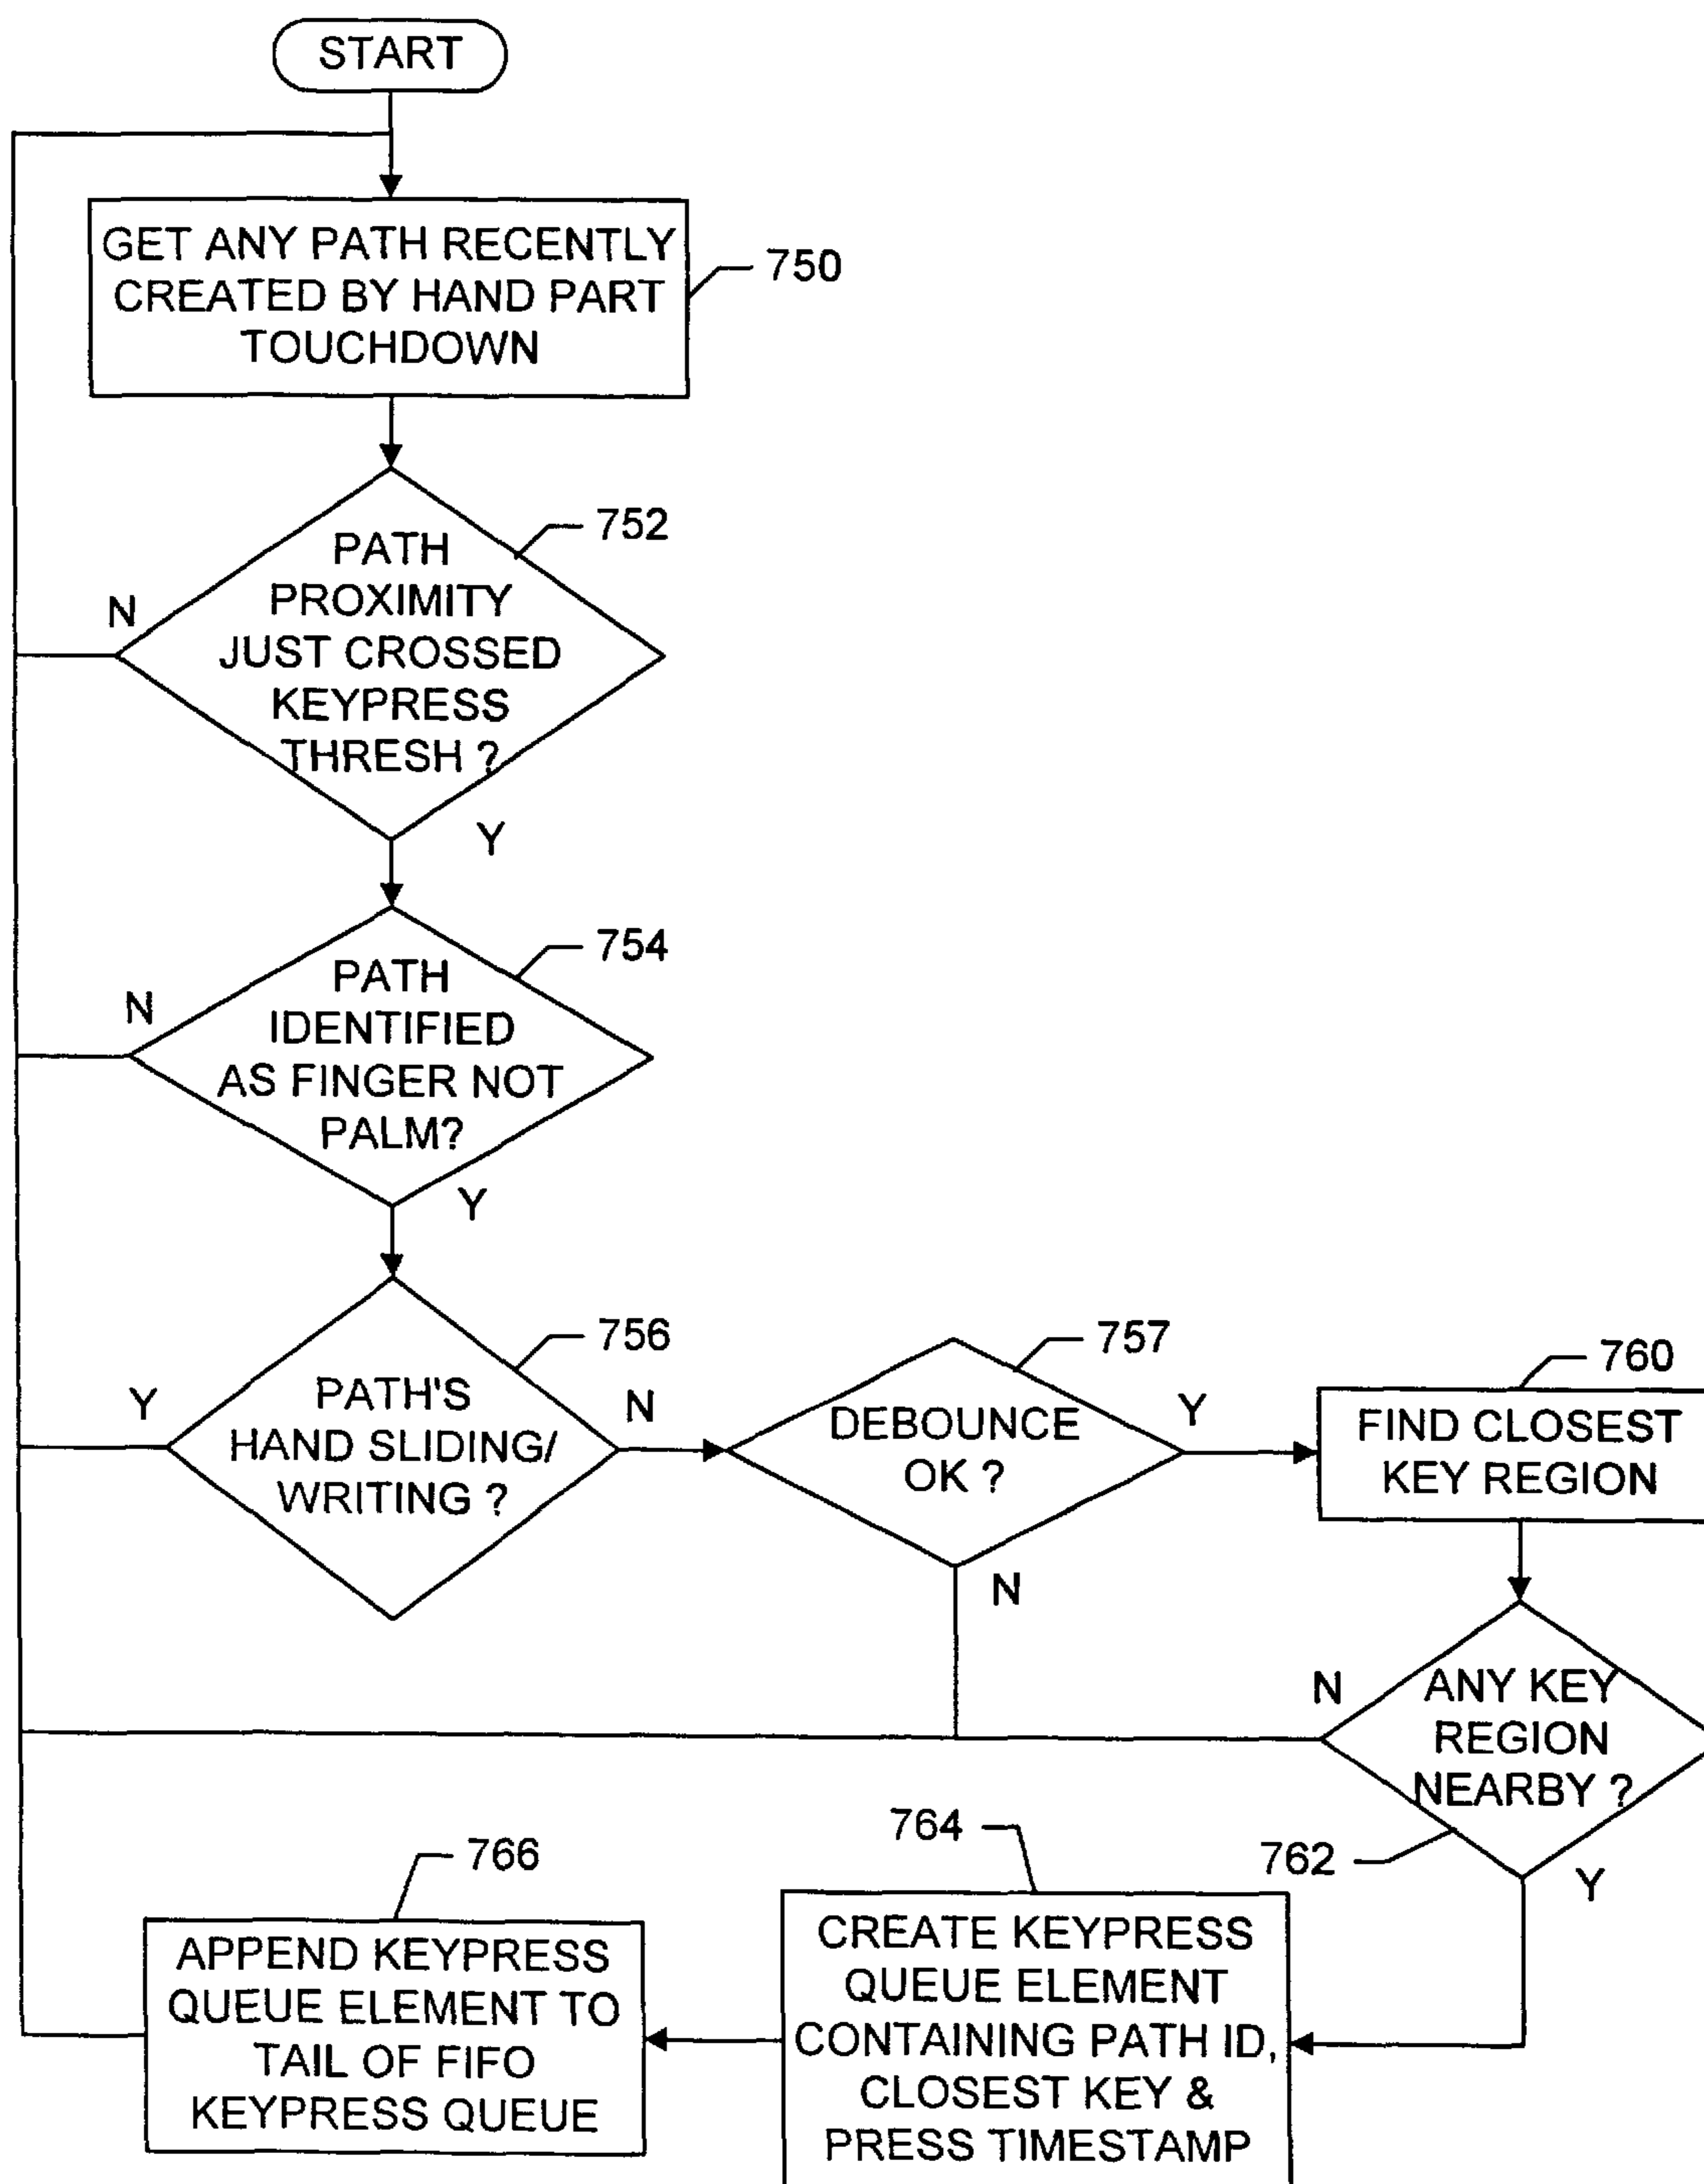 START
GET ANY PATH RECENTLY
CREATED BY HAND PART
TOUCHDOWN
750
752
PATH
PROXIMITY
JUST CROSSED
KEYPRESS
THRESH ?
N
Y
754
PATH
IDENTIFIED
AS FINGER NOT
PALM?
N
Y
756
PATH'S
HAND SLIDING/
WRITING ?
Y
N
757
DEBOUNCE
OK ?
Y
N
760
FIND CLOSEST
KEY REGION
ANY KEY
REGION
NEARBY ?
N
762
Y
764
CREATE KEYPRESS
QUEUE ELEMENT
CONTAINING PATH ID,
CLOSEST KEY &
PRESS TIMESTAMP
766
APPEND KEYPRESS
QUEUE ELEMENT TO
TAIL OF FIFO
KEYPRESS QUEUE